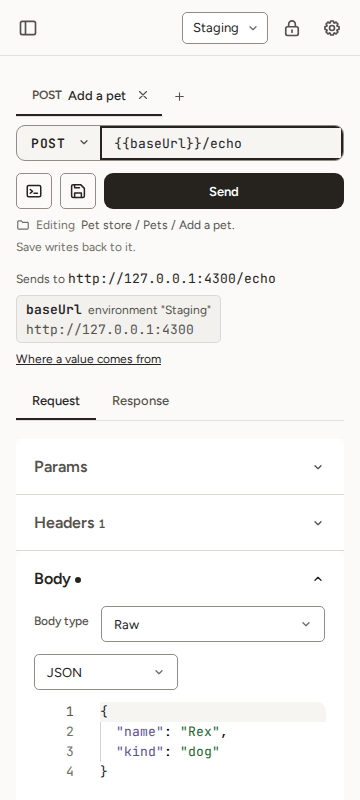 Staging
POST Add a pet
POST {{baseUrl}}/echo
Send
Editing Pet store / Pets / Add a pet.
Save writes back to it.
Sends to http://127.0.0.1:4300/echo
baseUrl environment "Staging"
http://127.0.0.1:4300
Where a value comes from
Request Response
Params
Headers 1
Body
Body type Raw
JSON
1 {
2 "name": "Rex",
3 "kind": "dog"
4 }